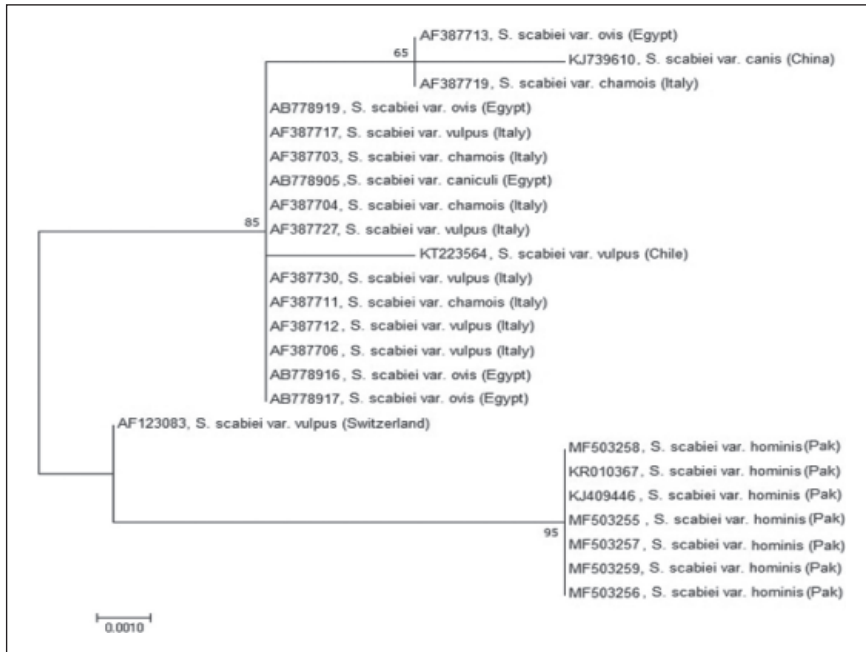 AF387713, S. scabiei var. ovis (Egypt)
65
KJ739610, S. scabiei var. canis (China)
AF387719, S. scabiei var. chamois (Italy)
AB778919, S. scabiei var. ovis (Egypt)
AF387717, S. scabiei var. vulpus (Italy)
AF387703, S. scabiei var. chamois (Italy)
AB778905,S. scabiei var. caniculi (Egypt)
AF387704, S. scabiei var. chamois (Italy)
85
AF387727, S. scabiei var. vulpus (Italy)
KT223564, S. scabiei var. vulpus (Chile)
AF387730, S. scabiei var. vulpus (Italy)
AF387711, S. scabiei var. chamois (Italy)
AF387712, S. scabiei var. vulpus (Italy)
AF387706, S. scabiei var. vulpus (Italy)
AB778916, S. scabiei var. ovis (Egypt)
AB778917, S. scabiei var. ovis (Egypt)
AF123083, S. scabiei var. vulpus (Switzerland)
MF503258, S. scabiei var. hominis (Pak)
KR010367, S. scabiei var. hominis (Pak)
KJ409446, S. scabiei var. hominis (Pak)
MF503255, S. scabiei var. hominis (Pak)
95
MF503257, S. scabiei var. hominis (Pak)
MF503259, S. scabiei var. hominis (Pak)
MF503256, S. scabiei var. hominis (Pak)
0.0010